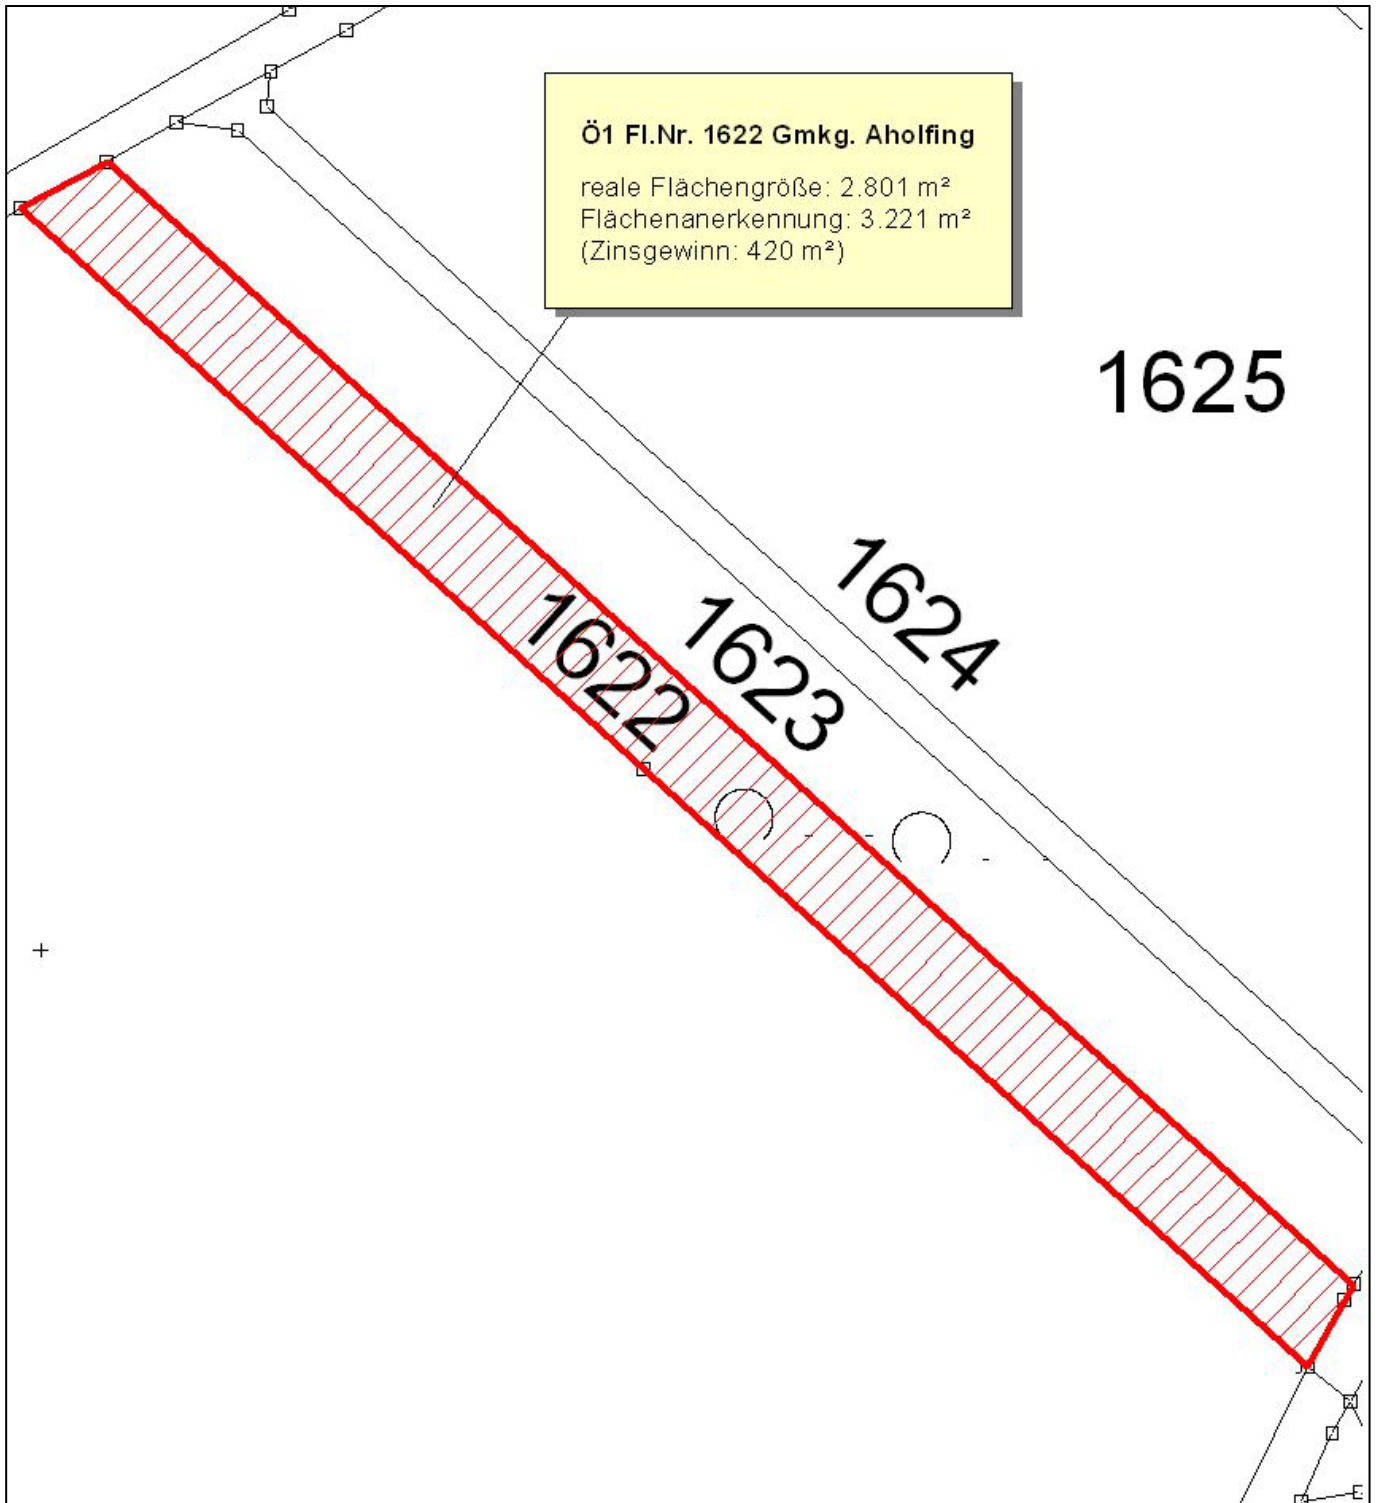 Ö1 Fl.Nr. 1622 Gmkg. Aholfing
reale Flächengröße: 2.801 m²
Flächenanerkennung: 3.221 m²
(Zinsgewinn: 420 m²)
1625
1624
1623
1622